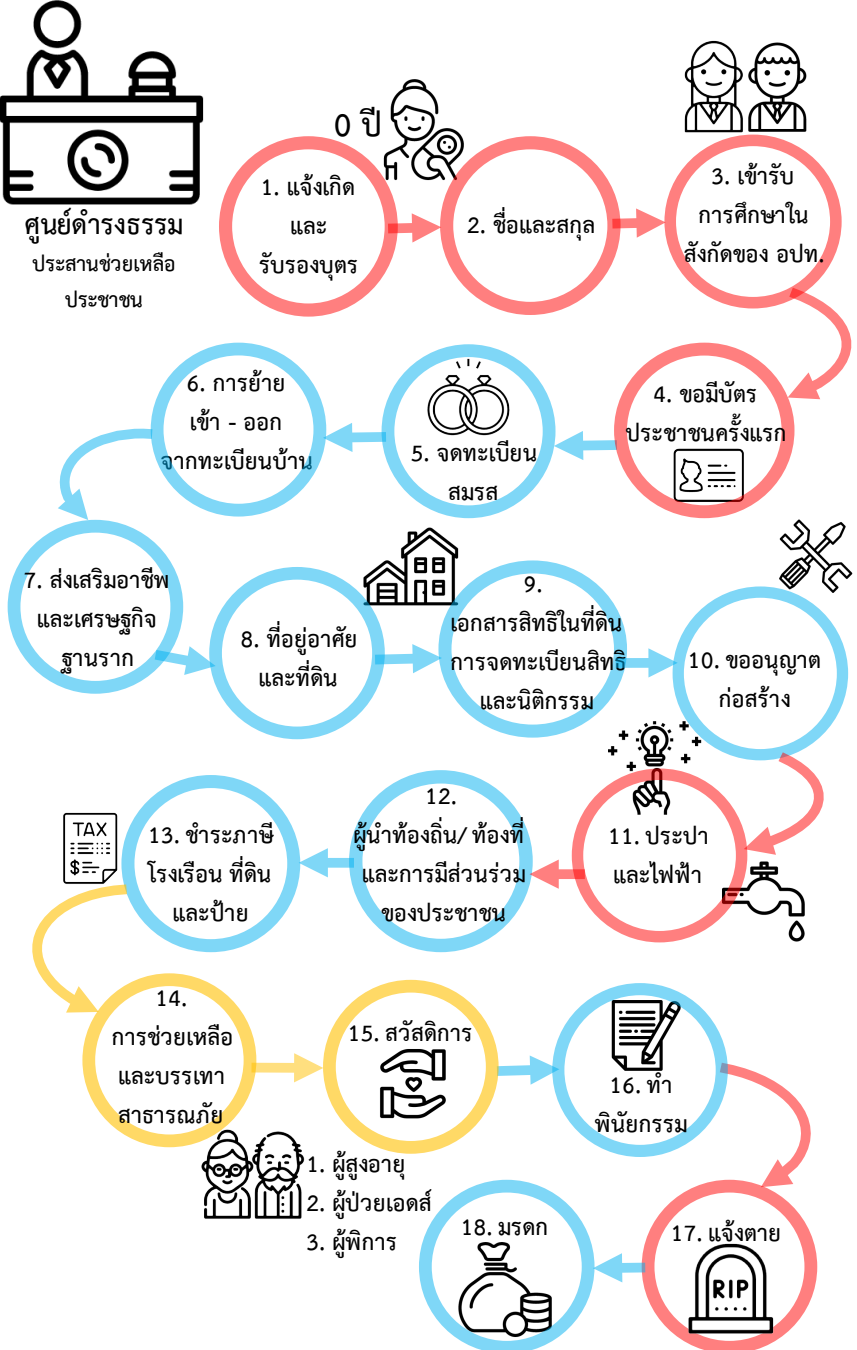 ศูนย์ดำรงธรรม
ประสานช่วยเหลือ
ประชาชน
0 ปี
1. แจ้งเกิด
และ
รับรองบุตร
2. ชื่อและสกุล
3. เข้ารับ
การศึกษาใน
สังกัดของ อปท.
4. ขอมีบัตร
ประชาชนครั้งแรก
5. จดทะเบียน
สมรส
6. การย้าย
เข้า - ออก
จากทะเบียนบ้าน
7. ส่งเสริมอาชีพ
และเศรษฐกิจ
ฐานราก
8. ที่อยู่อาศัย
และที่ดิน
9.
เอกสารสิทธิในที่ดิน
การจดทะเบียนสิทธิ
และนิติกรรม
10. ขออนุญาต
ก่อสร้าง
11. ประปา
และไฟฟ้า
12.
ผู้นำท้องถิ่น/ ท้องที่
และการมีส่วนร่วม
ของประชาชน
TAX
$
13. ชำระภาษี
โรงเรือน ที่ดิน
และป้าย
14.
การช่วยเหลือ
และบรรเทา
สาธารณภัย
15. สวัสดิการ
1. ผู้สูงอายุ
2. ผู้ป่วยเอดส์
3. ผู้พิการ
16. ทำ
พินัยกรรม
17. แจ้งตาย
RIP
18. มรดก